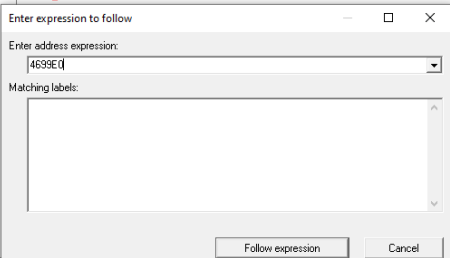 Enter expression to follow
Enter address expression:
4699E0
Matching labels:
Follow expression
Cancel